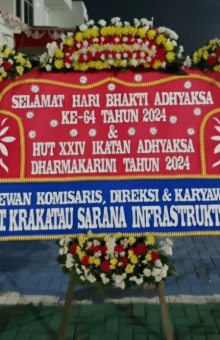 SELAMAT HARI BHAKTI ADHYAKSA
KE-64 TAHUN 2024
&
HUT XXIV IKATAN ADHYAKSA
DHARMAKARINI TAHUN 2024
EWAN KOMISARIS, DIREKSI & KARYAW
T KRAKATAU SARANA INFRASTRUKT